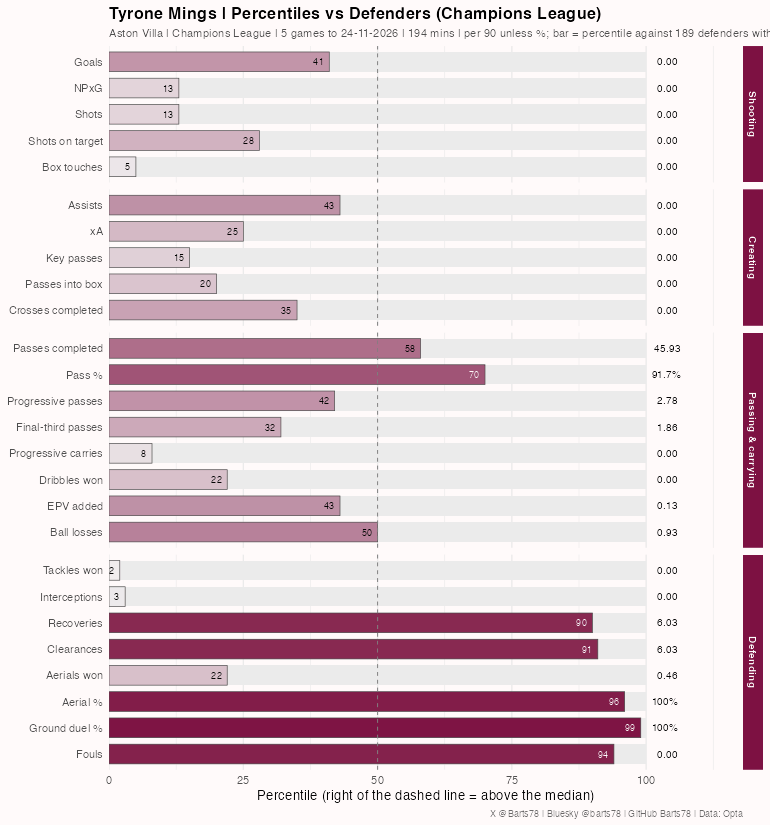 Tyrone Mings | Percentiles vs Defenders (Champions League)
Aston Villa | Champions League | 5 games to 24-11-2026 | 194 mins | per 90 unless %; bar = percentile against 189 defenders with
Goals 41 0.00
NPxG 13 0.00
Shots 13 0.00
Shots on target 28 0.00
Box touches 5 0.00
Shooting
Assists 43 0.00
xA 25 0.00
Key passes 15 0.00
Passes into box 20 0.00
Crosses completed 35 0.00
Creating
Passes completed 58 45.93
Pass % 70 91.7%
Progressive passes 42 2.78
Final-third passes 32 1.86
Progressive carries 8 0.00
Dribbles won 22 0.00
EPV added 43 0.13
Ball losses 50 0.93
Passing & carrying
Tackles won 2 0.00
Interceptions 3 0.00
Recoveries 90 6.03
Clearances 91 6.03
Aerials won 22 0.46
Aerial % 96 100%
Ground duel % 99 100%
Fouls 94 0.00
Defending
0 25 50 75 100
Percentile (right of the dashed line = above the median)
X @Barts78 | Bluesky @barts78 | GitHub Barts78 | Data: Opta